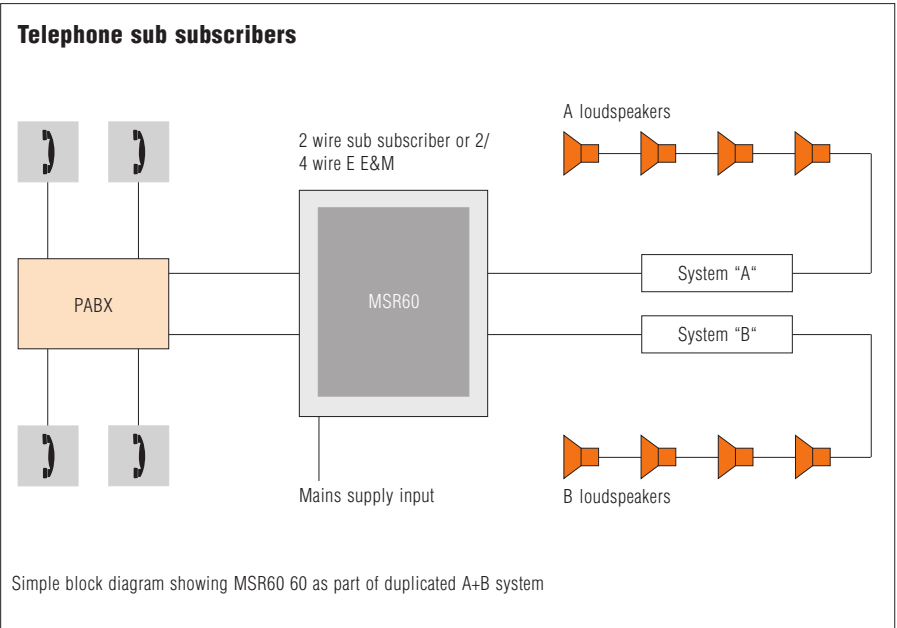 Telephone sub subscribers
A loudspeakers
2 wire sub subscriber or 2/
4 wire E E&M
System “A“
PABX
MSR60
System “B“
Mains supply input
B loudspeakers
Simple block diagram showing MSR60 60 as part of duplicated A+B system